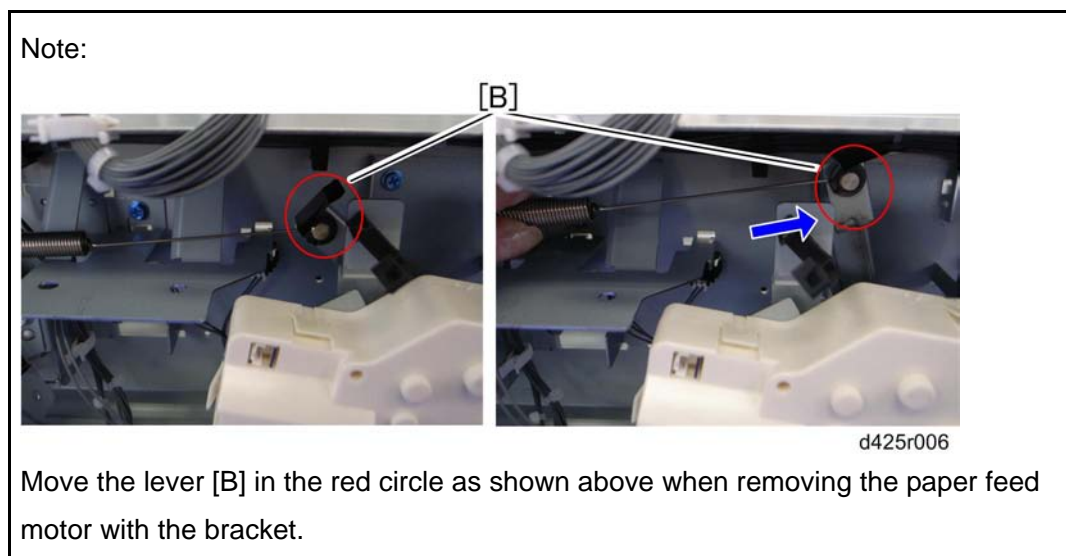 Note:
[B]
d425r006
Move the lever [B] in the red circle as shown above when removing the paper feed
motor with the bracket.